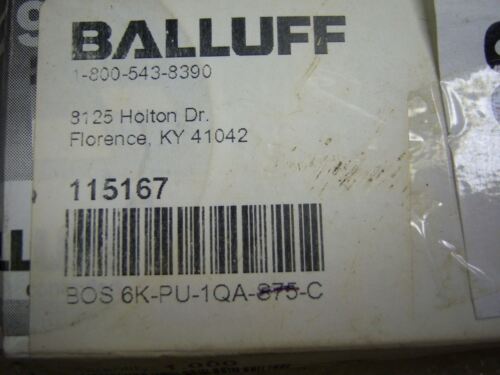 BALLUFF
1-800-543-8390
8125 Holton Dr.
Florence, KY 41042
115167
BOS 6K-PU-1QA-875-C